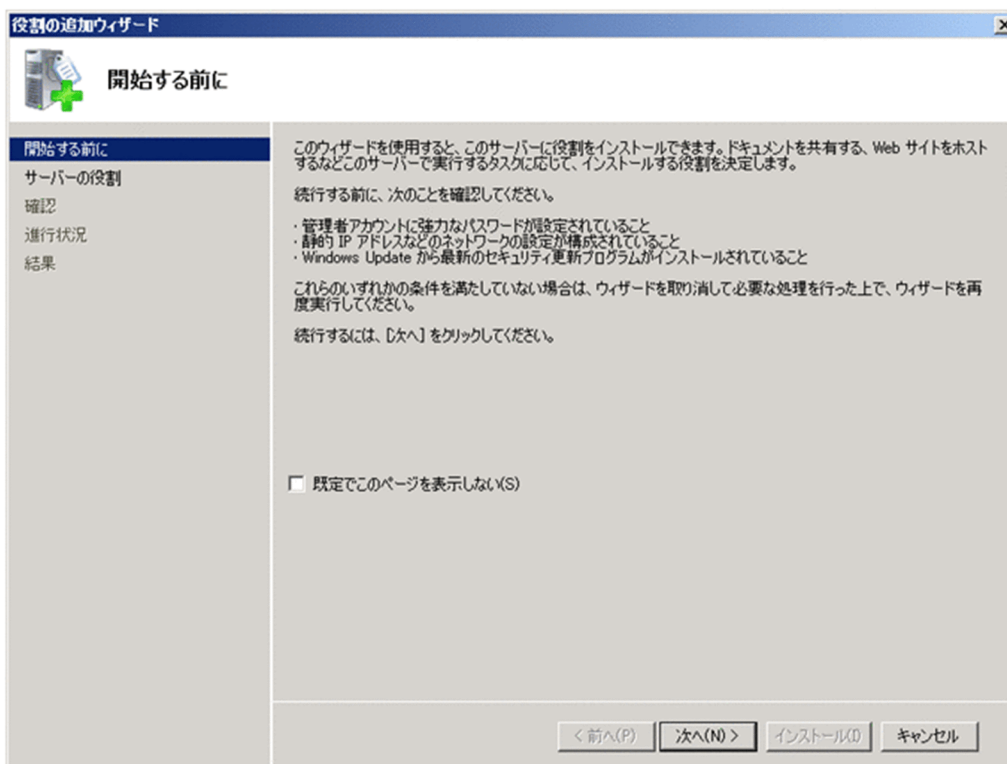 役割の追加ウィザード
開始する前に
開始する前に
サーバーの役割
確認
進行状況
結果
このウィザードを使用すると、このサーバーに役割をインストールできます。ドキュメントを共有する、Web サイトをホスト
するなどこのサーバーで実行するタスクに応じて、インストールする役割を決定します。
続行する前に、次のことを確認してください。
・管理者アカウントに強力なパスワードが設定されていること
・静的 IP アドレスなどのネットワークの設定が構成されていること
・Windows Update から最新のセキュリティ更新プログラムがインストールされていること
これらのいずれかの条件を満たしていない場合は、ウィザードを取り消して必要な処理を行った上で、ウィザードを再
度実行してください。
続行するには、[次へ] をクリックしてください。
既定でこのページを表示しない(S)
< 前へ(P) 次へ(N) > インストール(I) キャンセル